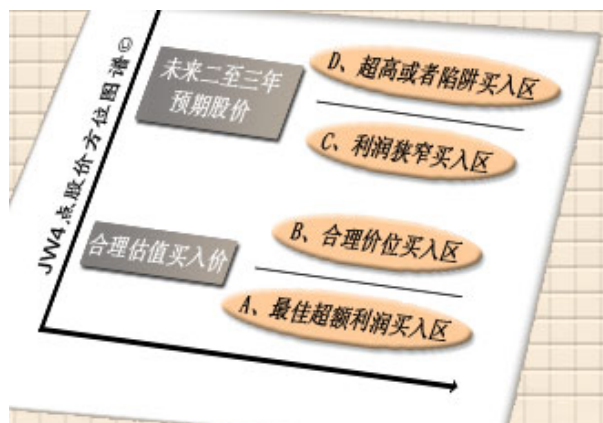 JW4点股价方位图谱©
未来二至三年
预期股价
D、超高或者陷阱买入区
C、利润狭窄买入区
合理估值买入价
B、合理价位买入区
A、最佳超额利润买入区